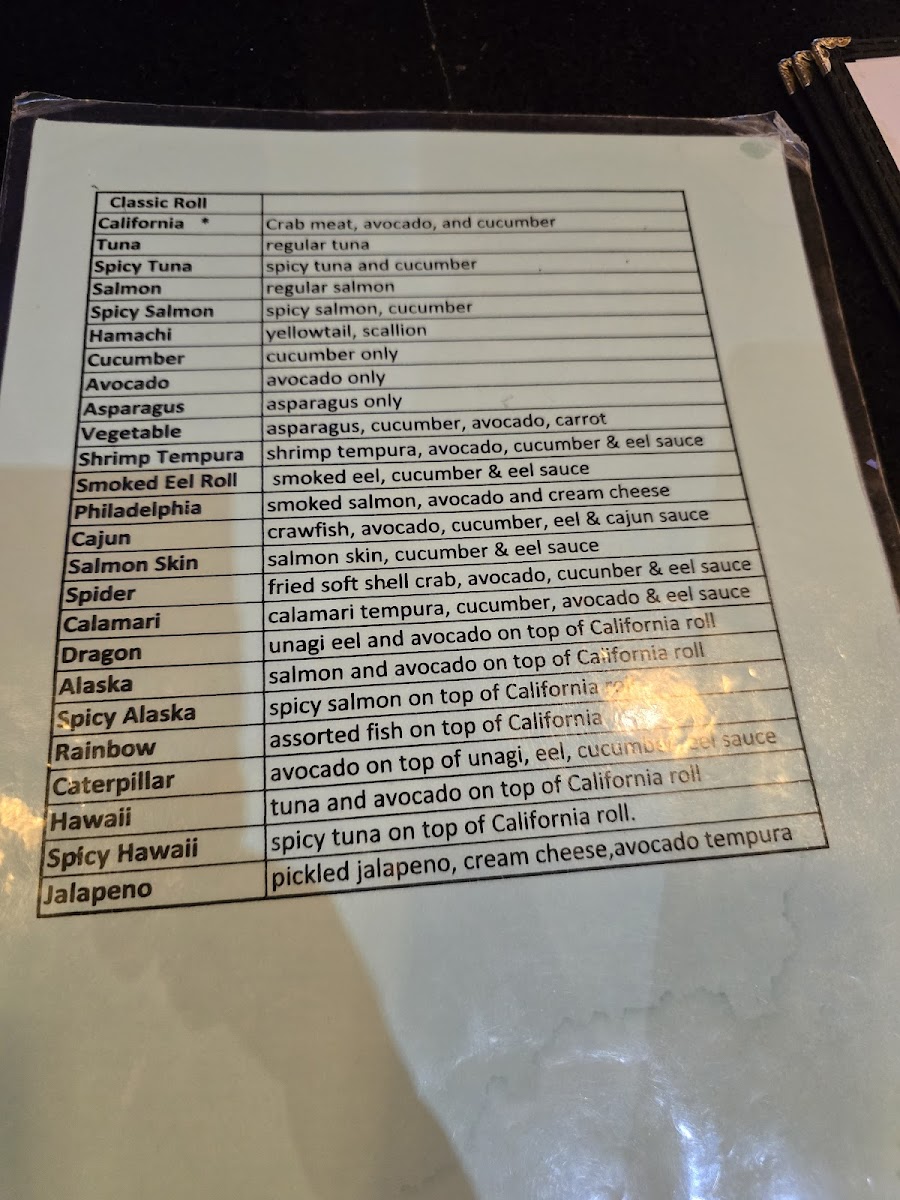 Classic Roll
California * Crab meat, avocado, and cucumber
Tuna regular tuna
Spicy Tuna spicy tuna and cucumber
Salmon regular salmon
Spicy Salmon spicy salmon, cucumber
Hamachi yellowtail, scallion
Cucumber cucumber only
Avocado avocado only
Asparagus asparagus only
Vegetable asparagus, cucumber, avocado, carrot
Shrimp Tempura shrimp tempura, avocado, cucumber & eel sauce
Smoked Eel Roll smoked eel, cucumber & eel sauce
Philadelphia smoked salmon, avocado and cream cheese
Cajun crawfish, avocado, cucumber, eel & cajun sauce
Salmon Skin salmon skin, cucumber & eel sauce
Spider fried soft shell crab, avocado, cucunber & eel sauce
Calamari calamari tempura, cucumber, avocado & eel sauce
Dragon unagi eel and avocado on top of California roll
Alaska salmon and avocado on top of California roll
Spicy Alaska spicy salmon on top of California
Rainbow assorted fish on top of California
Caterpillar avocado on top of unagi, eel, cucumber eel sauce
Hawaii tuna and avocado on top of California roll
Spicy Hawaii spicy tuna on top of California roll.
Jalapeno pickled jalapeno, cream cheese,avocado tempura